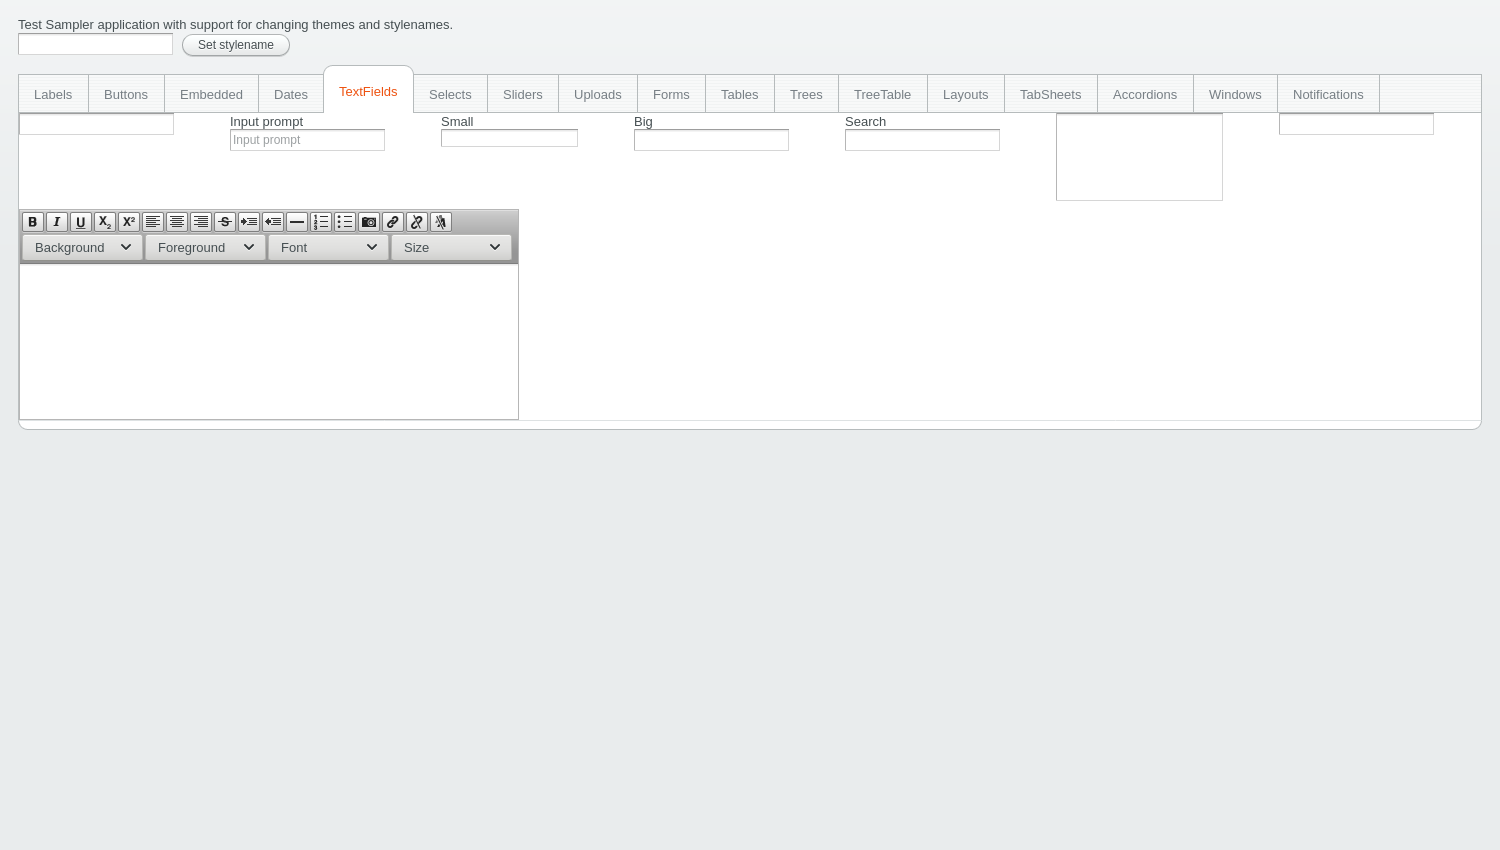 Test Sampler application with support for changing themes and stylenames.
Set stylename
Labels Buttons Embedded Dates TextFields Selects Sliders Uploads Forms Tables Trees TreeTable Layouts TabSheets Accordions Windows Notifications
Input prompt Small Big Search
Input prompt
Background Foreground Font Size